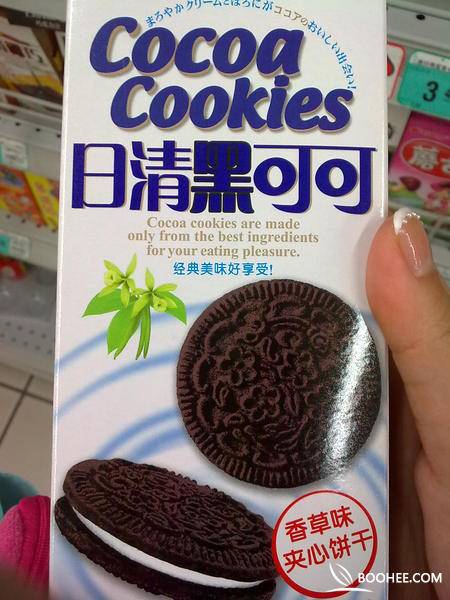 まろやかクリームとほろにがココアのおいしい出会い!
Cocoa
Cookies
日清黑可可
Cocoa cookies are made
only from the best ingredients
for your eating pleasure.
经典美味好享受!
香草味
夹心饼干
BOOHEE.COM
3
蘑